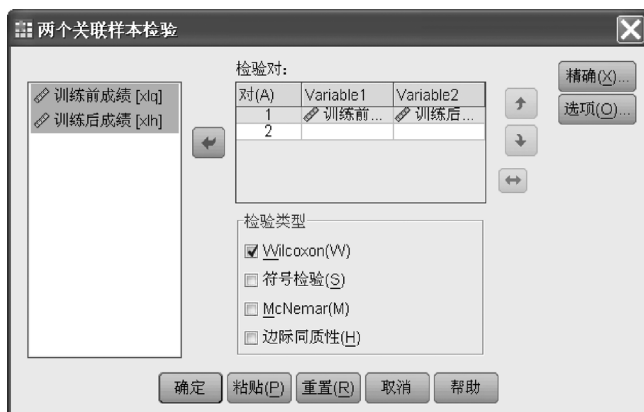 两个关联样本检验
训练前成绩 [xlq]
训练后成绩 [xlh]
检验对：
对(A) Variable1 Variable2
1 训练前... 训练后...
2
精确(X)...
选项(O)...
检验类型
Wilcoxon(W)
符号检验(S)
McNemar(M)
边际同质性(H)
确定 粘贴(P) 重置(R) 取消 帮助